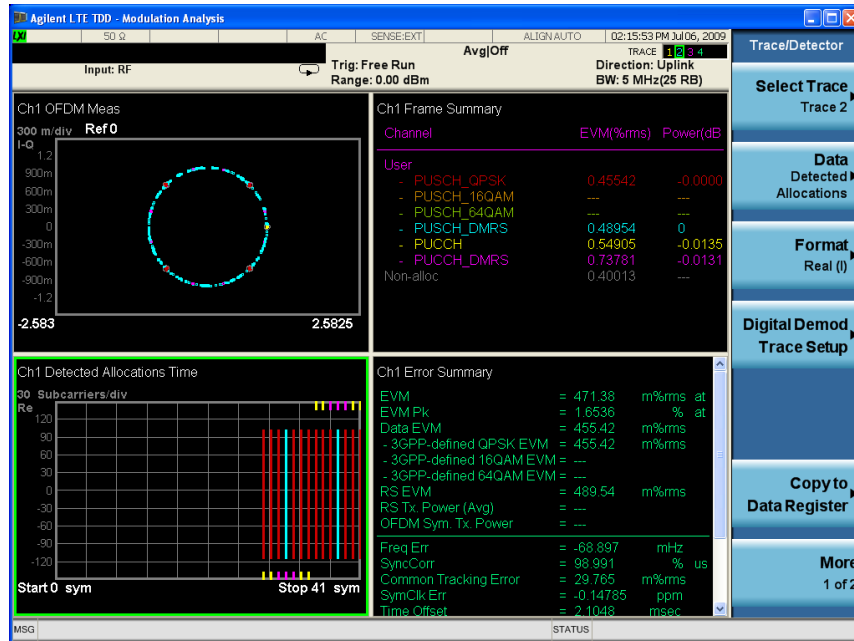 Agilent LTE TDD - Modulation Analysis
LXI 50 Ω AC SENSE:EXT ALIGN AUTO 02:15:53 PM Jul 06, 2009
Avg|Off TRACE 1 2 3 4
Input: RF Trig: Free Run Direction: Uplink
Range: 0.00 dBm BW: 5 MHz(25 RB)
Trace/Detector
Select Trace
Trace 2
Data
Detected
Allocations
Format
Real (I)
Digital Demod
Trace Setup
Copy to
Data Register
More
1 of 2
Ch1 OFDM Meas
300 m/div Ref 0
I-Q
1.2
900m
600m
300m
0
-300m
-600m
-900m
-1.2
-2.583 2.5825
Ch1 Frame Summary
Channel EVM(%rms) Power(dB
User
- PUSCH_QPSK 0.45542 -0.0000
- PUSCH_16QAM --- ---
- PUSCH_64QAM --- ---
- PUSCH_DMRS 0.48954 0
- PUCCH 0.54905 -0.0135
- PUCCH_DMRS 0.73781 -0.0131
Non-alloc 0.40013 ---
Ch1 Detected Allocations Time
30 Subcarriers/div
Re
120
90
60
30
0
-30
-60
-90
-120
Start 0 sym Stop 41 sym
Ch1 Error Summary
EVM = 471.38 m%rms at
EVM Pk = 1.6536 % at
Data EVM = 455.42 m%rms
- 3GPP-defined QPSK EVM = 455.42 m%rms
- 3GPP-defined 16QAM EVM = ---
- 3GPP-defined 64QAM EVM = ---
RS EVM = 489.54 m%rms
RS Tx. Power (Avg) = ---
OFDM Sym. Tx. Power = ---
Freq Err = -68.897 mHz
SyncCorr = 98.991 % us
Common Tracking Error = 29.765 m%rms
SymClk Err = -0.14785 ppm
Time Offset = 2.1048 msec
MSG STATUS